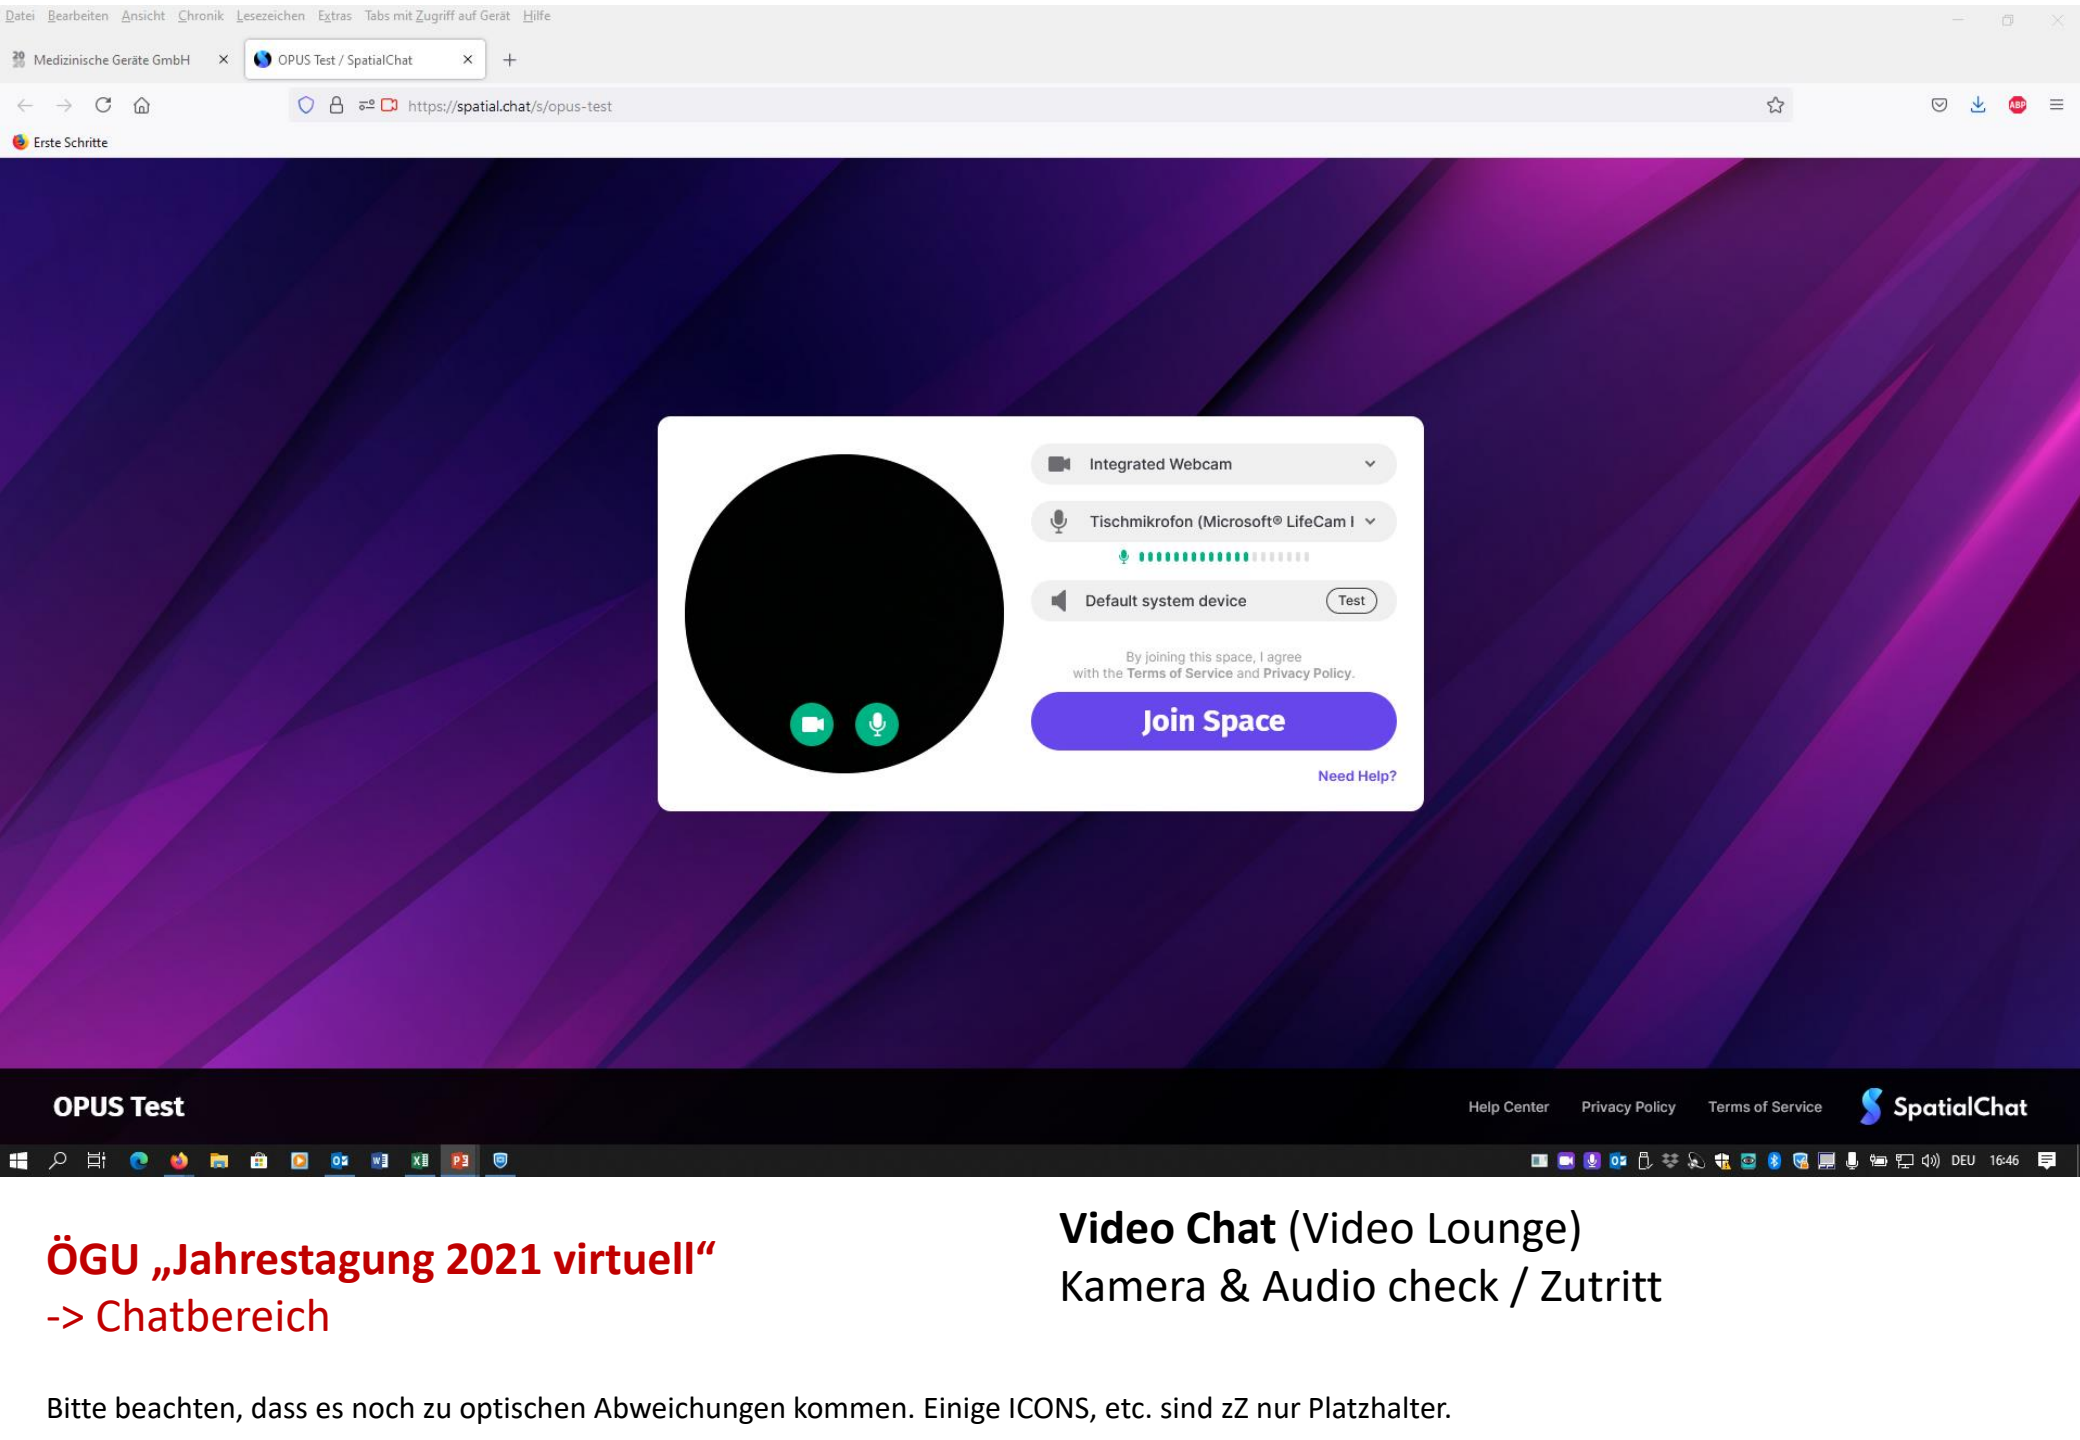 Datei Bearbeiten Ansicht Chronik Lesezeichen Extras Tabs mit Zugriff auf Gerät Hilfe
Medizinische Geräte GmbH
OPUS Test / SpatialChat
https://spatial.chat/s/opus-test
ABP
Erste Schritte
Integrated Webcam
Tischmikrofon (Microsoft® LifeCam
Default system device
Test
By joining this space, I agree
with the Terms of Service and Privacy Policy.
Join Space
Need Help?
OPUS Test
Help Center
Privacy Policy
Terms of Service
SpatialChat
DEU
16:46
ÖGU „Jahrestagung 2021 virtuell“
-> Chatbereich
Video Chat (Video Lounge)
Kamera & Audio check / Zutritt
Bitte beachten, dass es noch zu optischen Abweichungen kommen. Einige ICONS, etc. sind zZ nur Platzhalter.